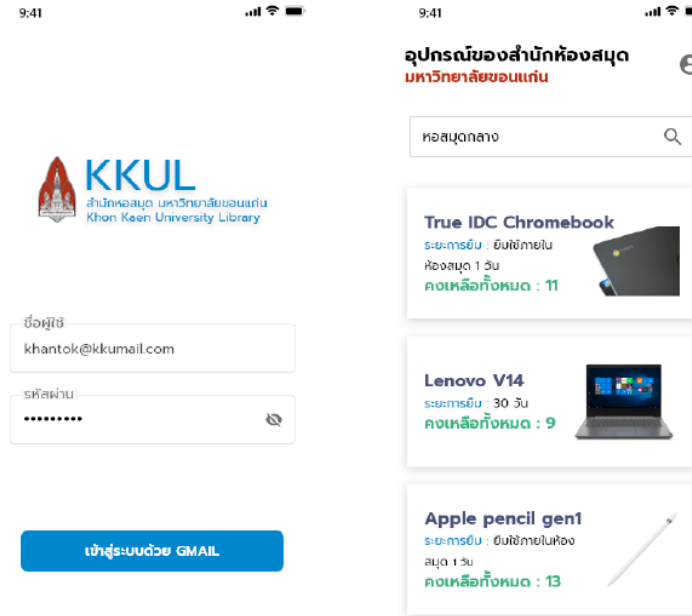 9:41
KKUL
สำนักหอสมุด มหาวิทยาลัยขอนแก่น
Khon Kaen University Library
ชื่อผู้ใช้
khantok@kkumail.com
รหัสผ่าน
•••••••••
เข้าสู่ระบบด้วย GMAIL
9:41
อุปกรณ์ของสำนักห้องสมุด
มหาวิทยาลัยขอนแก่น
หอสมุดกลาง
True IDC Chromebook
ระยะการยืม : ยืมใช้ภายใน
ห้องสมุด 1 วัน
คงเหลือทั้งหมด : 11
Lenovo V14
ระยะการยืม : 30 วัน
คงเหลือทั้งหมด : 9
Apple pencil gen1
ระยะการยืม : ยืมใช้ภายในห้อง
สมุด 1 วัน
คงเหลือทั้งหมด : 13